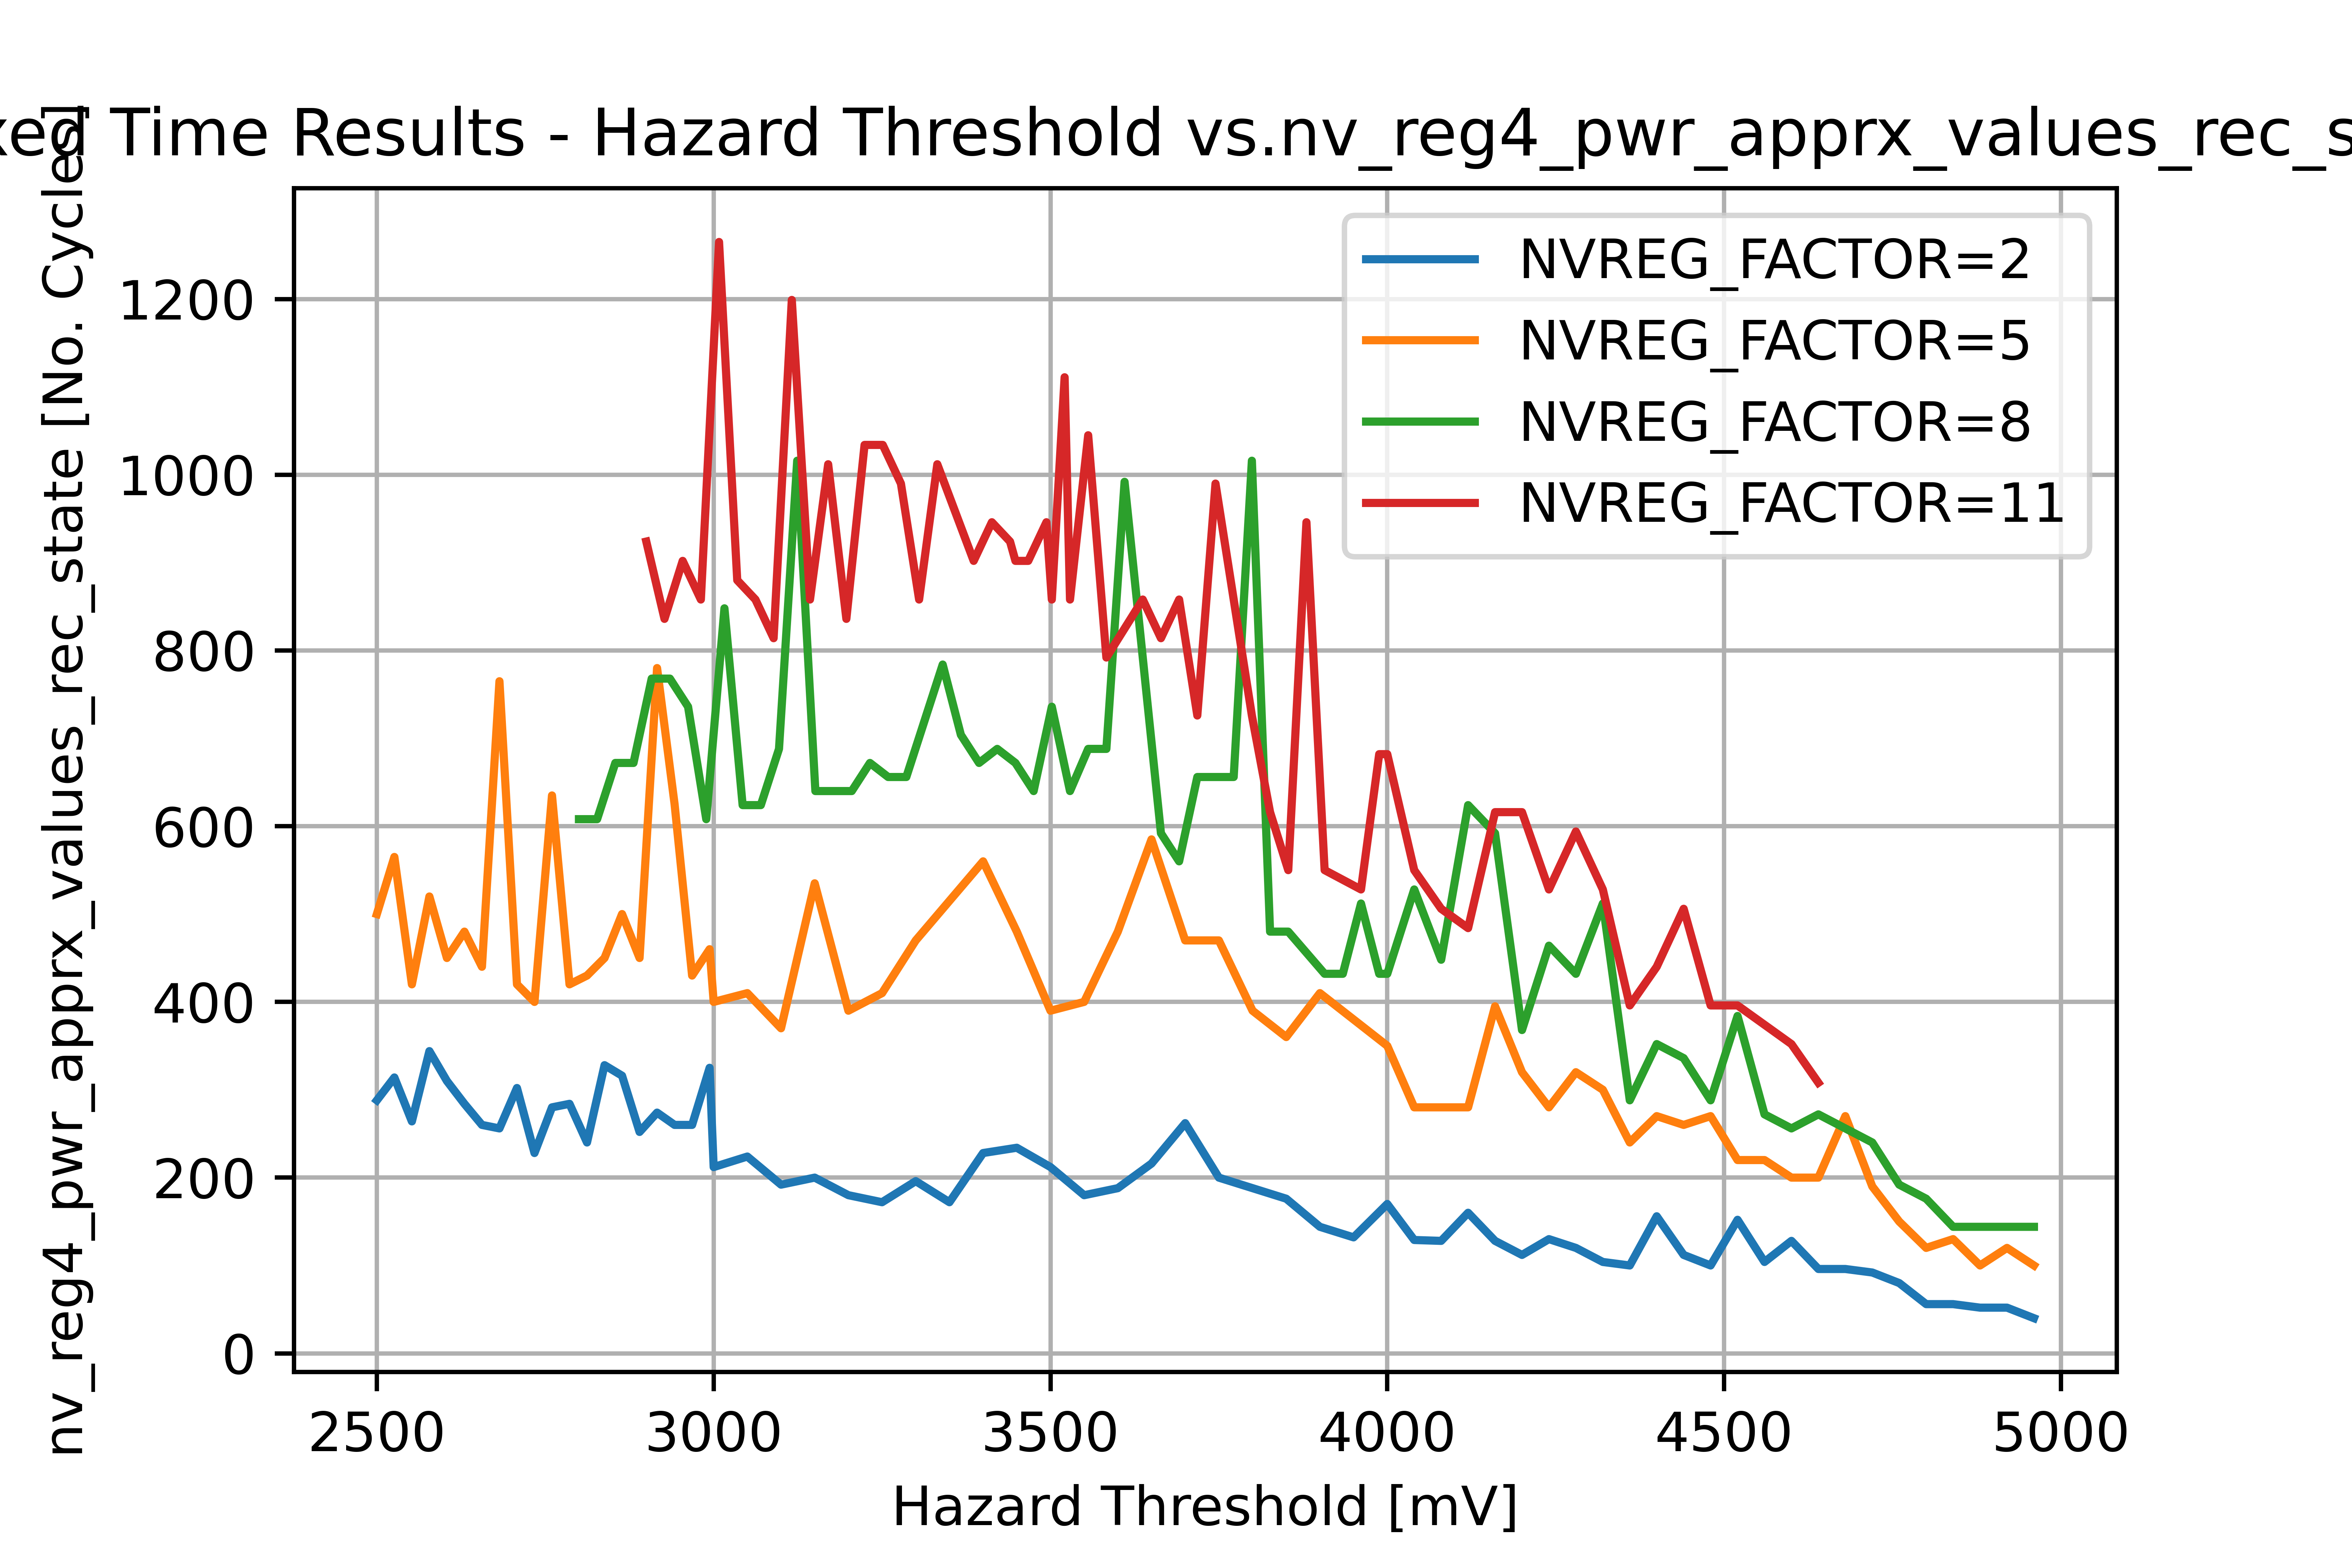 Time Results - Hazard Threshold vs.nv_reg4_pwr_apprx_values_rec_s
nv_reg4_pwr_apprx_values_rec_state [No. Cycles]
1200
1000
800
600
400
200
0
NVREG_FACTOR=2
NVREG_FACTOR=5
NVREG_FACTOR=8
NVREG_FACTOR=11
2500 3000 3500 4000 4500 5000
Hazard Threshold [mV]